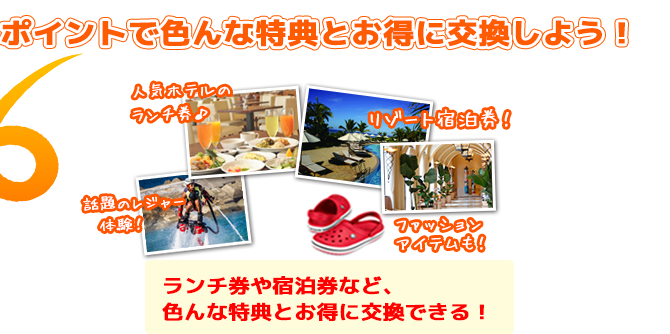 ポイントで色んな特典とお得に交換しよう！
人気ホテルの
ランチ券♪
リゾート宿泊券！
話題のレジャー
体験！
ファッション
アイテムも！
ランチ券や宿泊券など、
色んな特典とお得に交換できる！